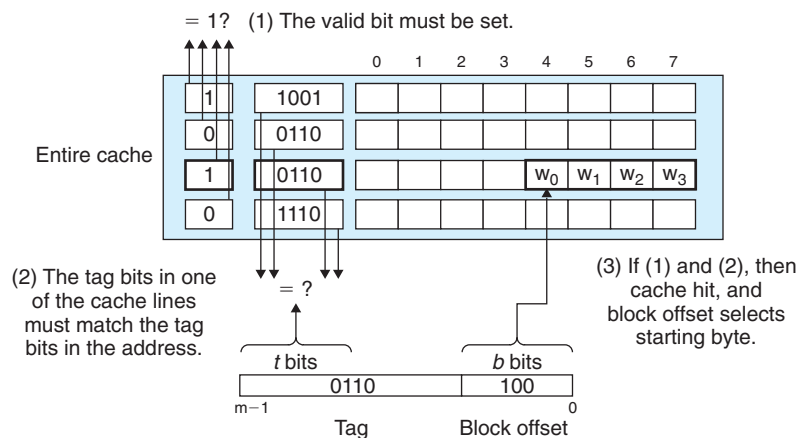 = 1? (1) The valid bit must be set.
0 1 2 3 4 5 6 7
Entire cache
1 1001
0 0110
1 0110 w0 w1 w2 w3
0 1110
(2) The tag bits in one
of the cache lines
must match the tag
bits in the address.
= ?
(3) If (1) and (2), then
cache hit, and
block offset selects
starting byte.
t bits b bits
0110 100
m−1 0
Tag Block offset